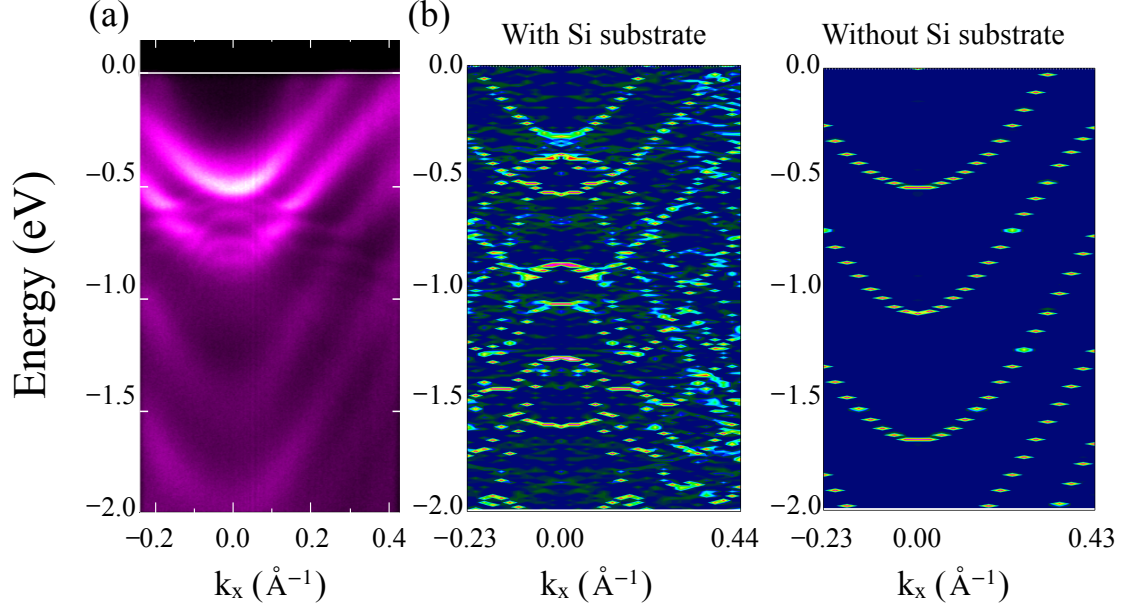 (a)
(b)
With Si substrate
Without Si substrate
Energy (eV)
0.0
−0.5
−1.0
−1.5
−2.0
−0.2 0.0 0.2 0.4
kx (Å−1)
0.0
−0.5
−1.0
−1.5
−2.0
−0.23 0.00 0.44
kx (Å−1)
0.0
−0.5
−1.0
−1.5
−2.0
−0.23 0.00 0.43
kx (Å−1)